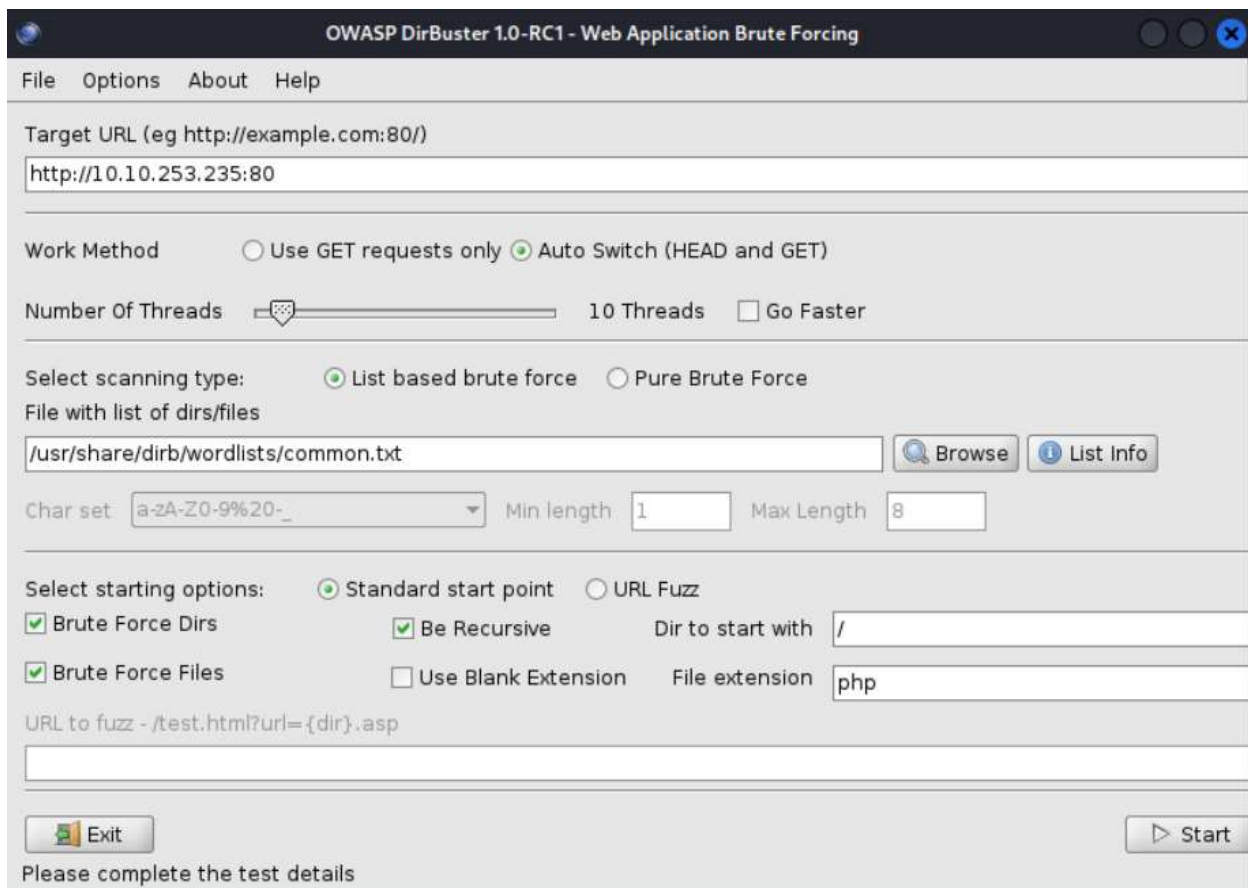 OWASP DirBuster 1.0-RC1 - Web Application Brute Forcing
File Options About Help
Target URL (eg http://example.com:80/)
http://10.10.253.235:80
Work Method Use GET requests only Auto Switch (HEAD and GET)
Number Of Threads 10 Threads Go Faster
Select scanning type: List based brute force Pure Brute Force
File with list of dirs/files
/usr/share/dirb/wordlists/common.txt Browse List Info
Char set a-zA-Z0-9%20-_ Min length 1 Max Length 8
Select starting options: Standard start point URL Fuzz
Brute Force Dirs Be Recursive Dir to start with /
Brute Force Files Use Blank Extension File extension php
URL to fuzz - /test.html?url={dir}.asp
Exit Start
Please complete the test details